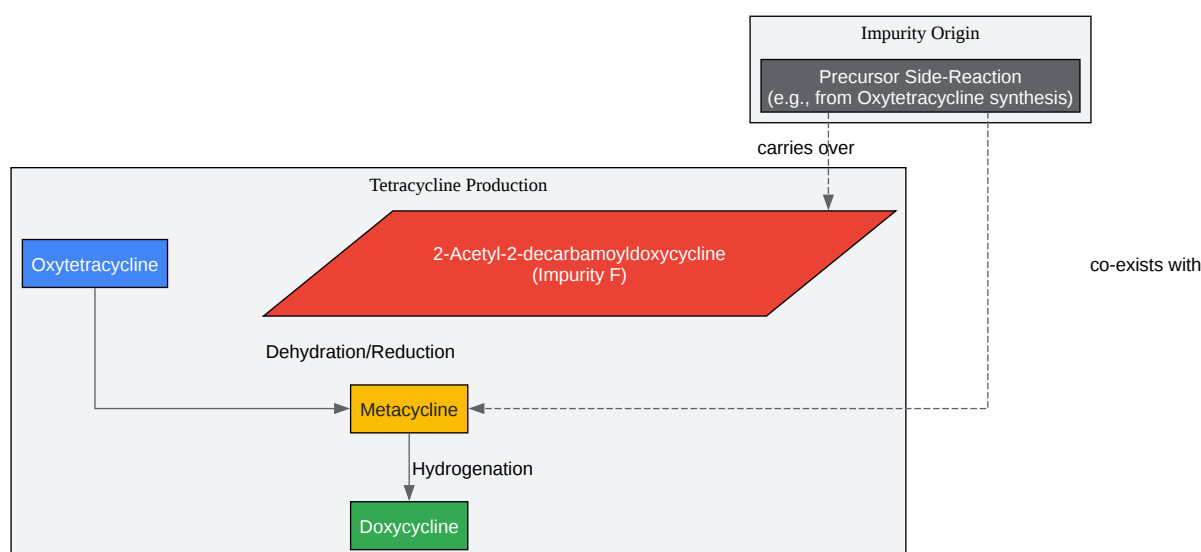 Impurity Origin
Precursor Side-Reaction
(e.g., from Oxytetracycline synthesis)
carries over
Tetracycline Production
2-Acetyl-2-decarbamoyldoxycycline
(Impurity F)
Oxytetracycline
co-exists with
Dehydration/Reduction
Metacycline
Hydrogenation
Doxycycline